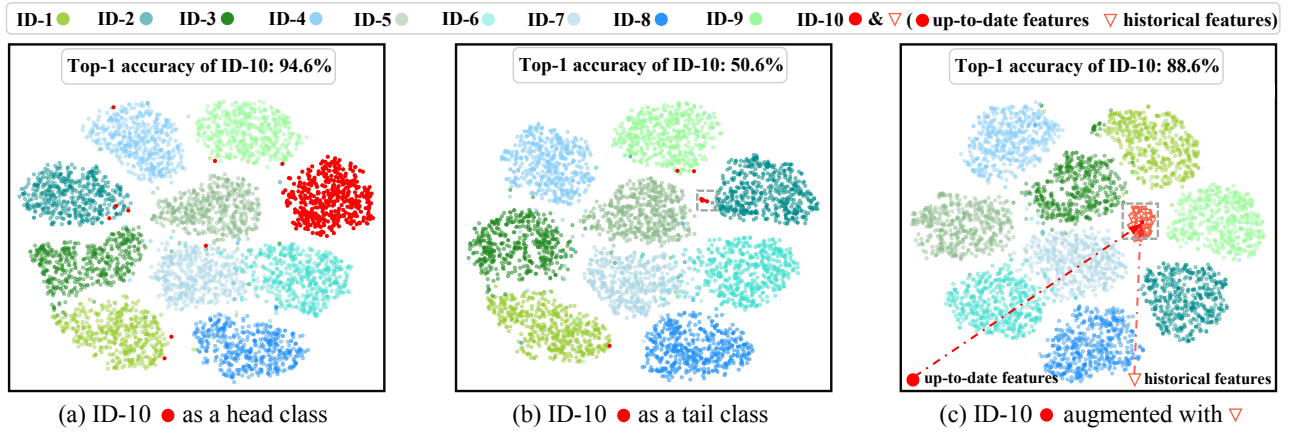 ID-1 ID-2 ID-3 ID-4 ID-5 ID-6 ID-7 ID-8 ID-9 ID-10 & ( up-to-date features historical features)
Top-1 accuracy of ID-10: 94.6%
Top-1 accuracy of ID-10: 50.6%
Top-1 accuracy of ID-10: 88.6%
up-to-date features
historical features
(a) ID-10 as a head class
(b) ID-10 as a tail class
(c) ID-10 augmented with